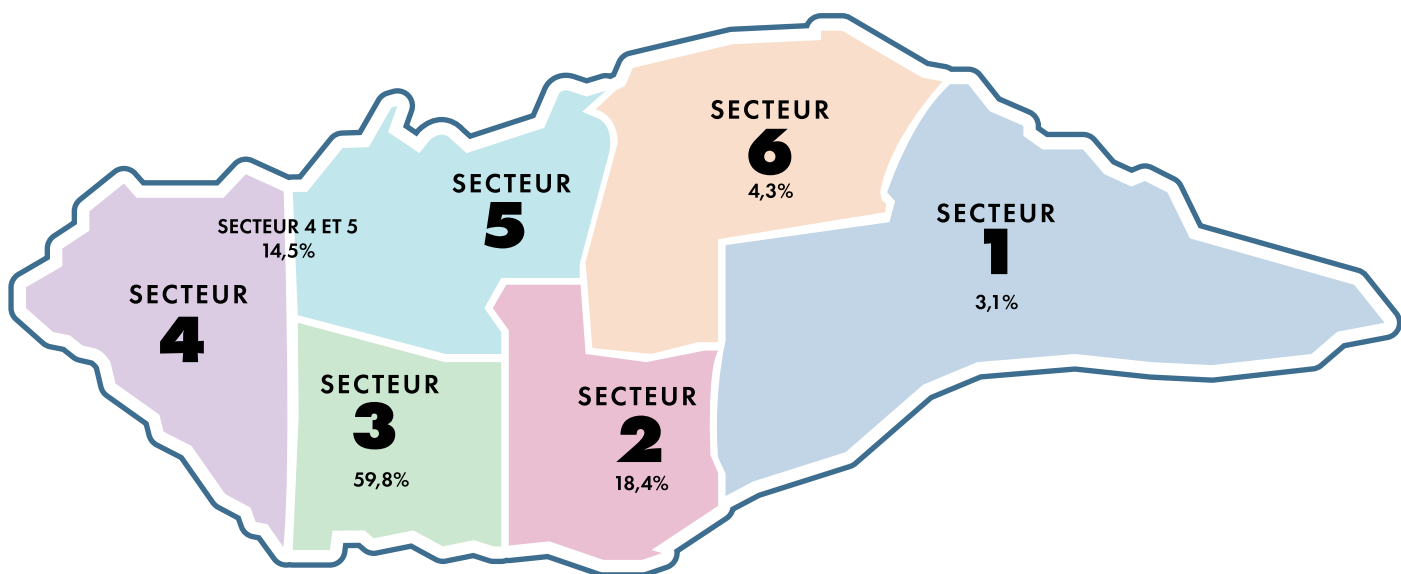 SECTEUR
6
4,3%
SECTEUR
5
SECTEUR
1
3,1%
SECTEUR 4 ET 5
14,5%
SECTEUR
4
SECTEUR
3
59,8%
SECTEUR
2
18,4%